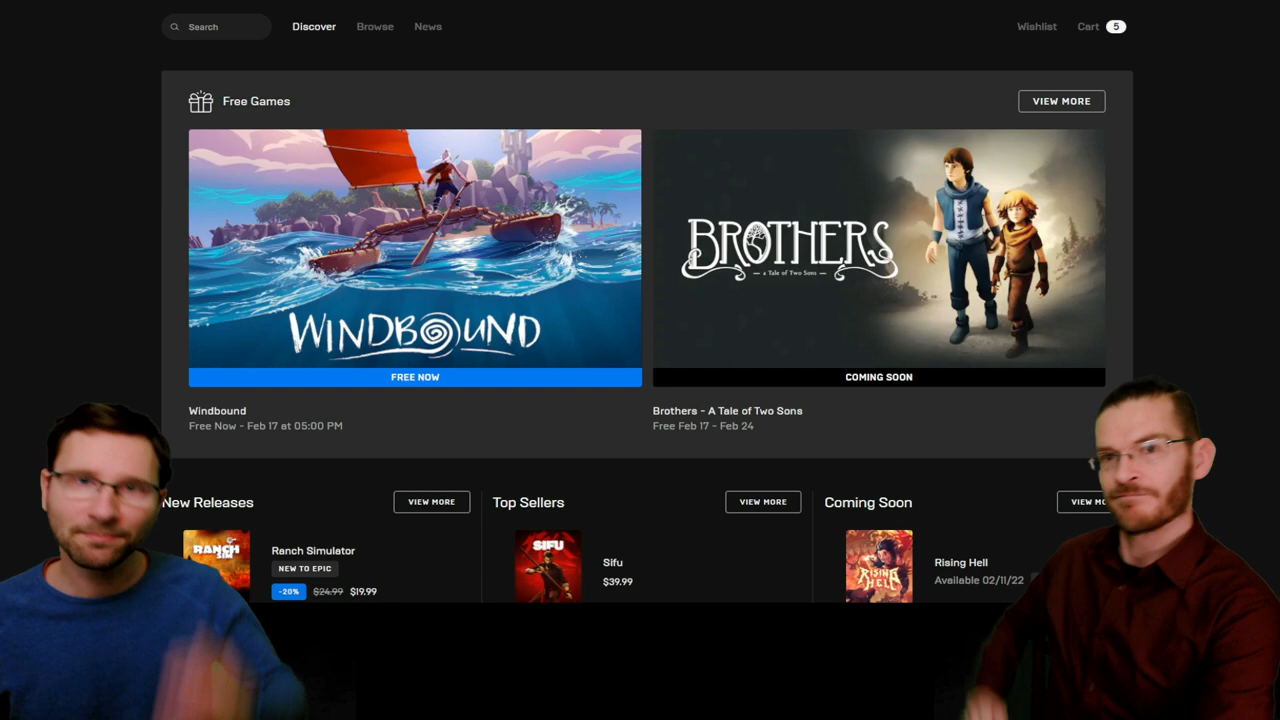 Search
Discover
Browse
News
Wishlist
Cart
5
Free Games
VIEW MORE
WINDBOUND
BROTHERS
a Tale of Two Sons
FREE NOW
COMING SOON
Windbound
Free Now - Feb 17 at 05:00 PM
Brothers - A Tale of Two Sons
Free Feb 17 - Feb 24
New Releases
VIEW MORE
Top Sellers
VIEW MORE
Coming Soon
VIEW MO
RANCH
SIM
Ranch Simulator
NEW TO EPIC
-20% $24.99 $19.99
SIFU
Sifu
$39.99
RISING
HELL
Rising Hell
Available 02/11/22